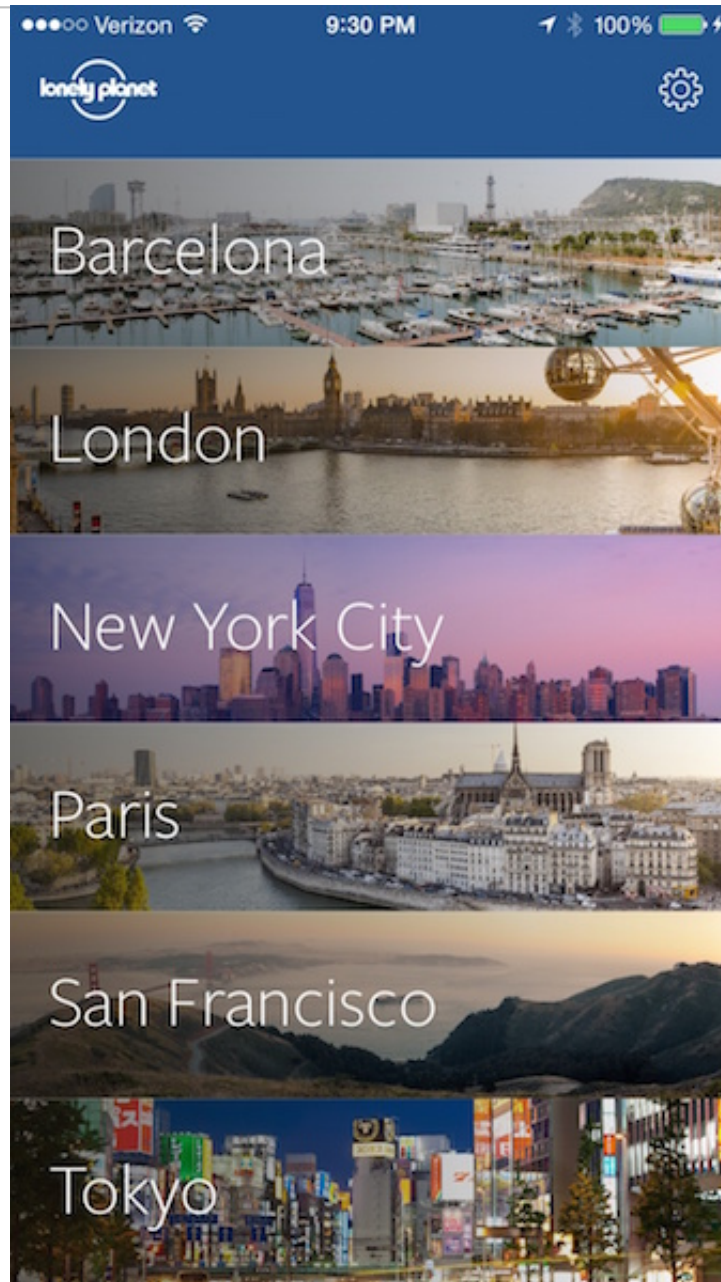 Verizon 9:30 PM 100%
lonely planet
Barcelona
London
New York City
Paris
San Francisco
Tokyo